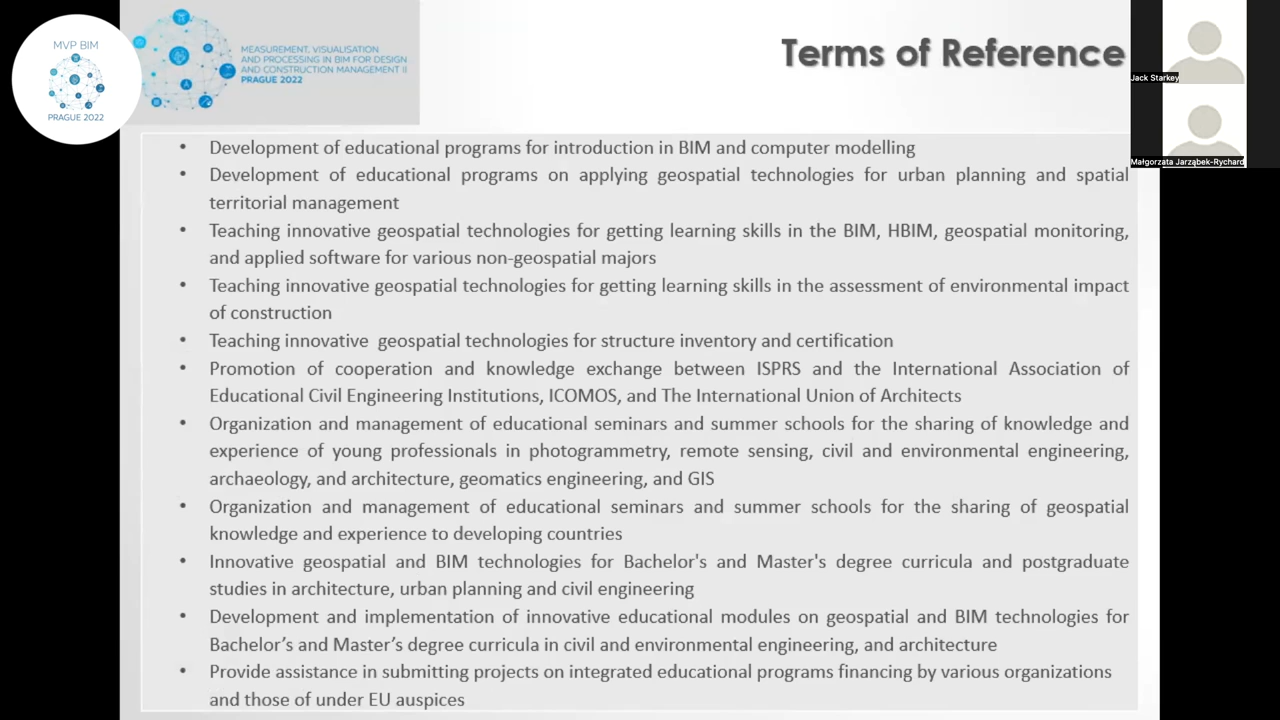 MVP BIM
PRAGUE 2022
MEASUREMENT, VISUALISATION
AND PROCESSING IN BIM FOR DESIGN
AND CONSTRUCTION MANAGEMENT II
PRAGUE 2022
Terms of Reference
Jack Starkey
Małgorzata Jarząbek-Rychard
• Development of educational programs for introduction in BIM and computer modelling
• Development of educational programs on applying geospatial technologies for urban planning and spatial
territorial management
• Teaching innovative geospatial technologies for getting learning skills in the BIM, HBIM, geospatial monitoring,
and applied software for various non-geospatial majors
• Teaching innovative geospatial technologies for getting learning skills in the assessment of environmental impact
of construction
• Teaching innovative geospatial technologies for structure inventory and certification
• Promotion of cooperation and knowledge exchange between ISPRS and the International Association of
Educational Civil Engineering Institutions, ICOMOS, and The International Union of Architects
• Organization and management of educational seminars and summer schools for the sharing of knowledge and
experience of young professionals in photogrammetry, remote sensing, civil and environmental engineering,
archaeology, and architecture, geomatics engineering, and GIS
• Organization and management of educational seminars and summer schools for the sharing of geospatial
knowledge and experience to developing countries
• Innovative geospatial and BIM technologies for Bachelor's and Master's degree curricula and postgraduate
studies in architecture, urban planning and civil engineering
• Development and implementation of innovative educational modules on geospatial and BIM technologies for
Bachelor’s and Master’s degree curricula in civil and environmental engineering, and architecture
• Provide assistance in submitting projects on integrated educational programs financing by various organizations
and those of under EU auspices